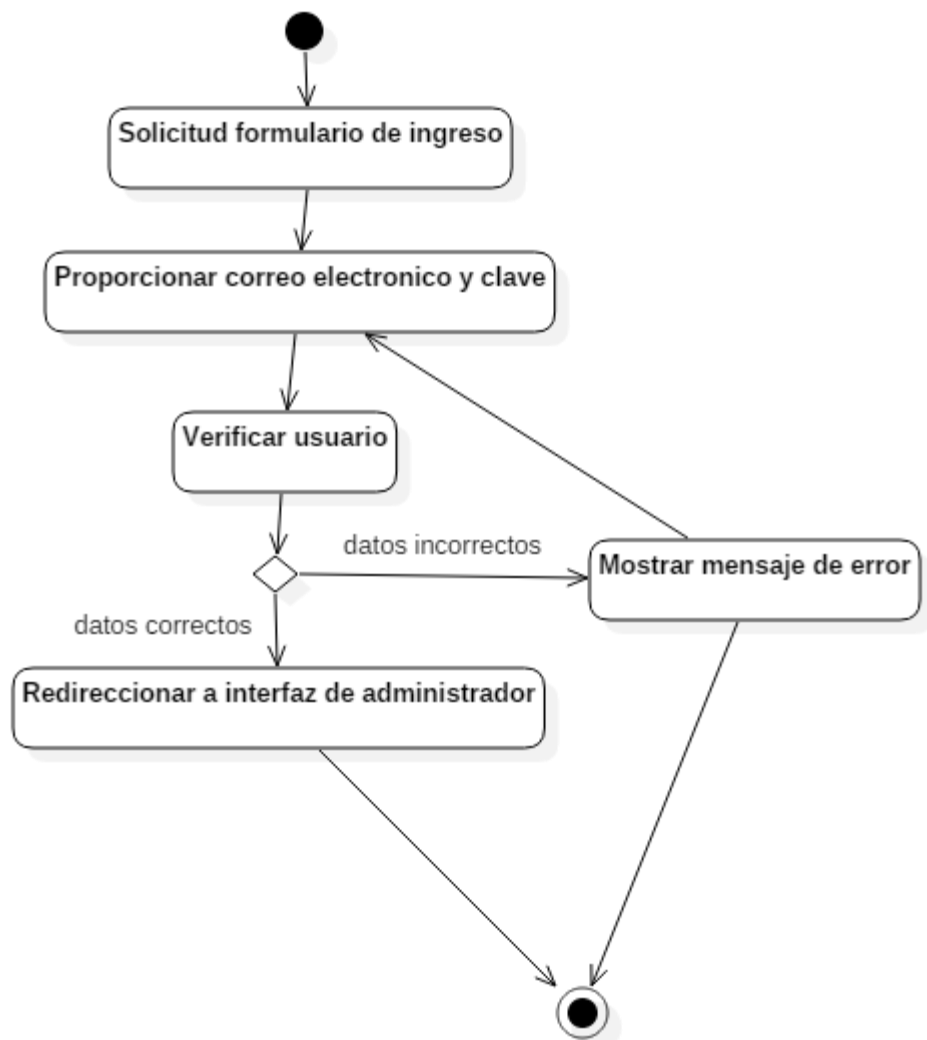 Solicitud formulario de ingreso
Proporcionar correo electronico y clave
Verificar usuario
datos incorrectos
Mostrar mensaje de error
datos correctos
Redireccionar a interfaz de administrador